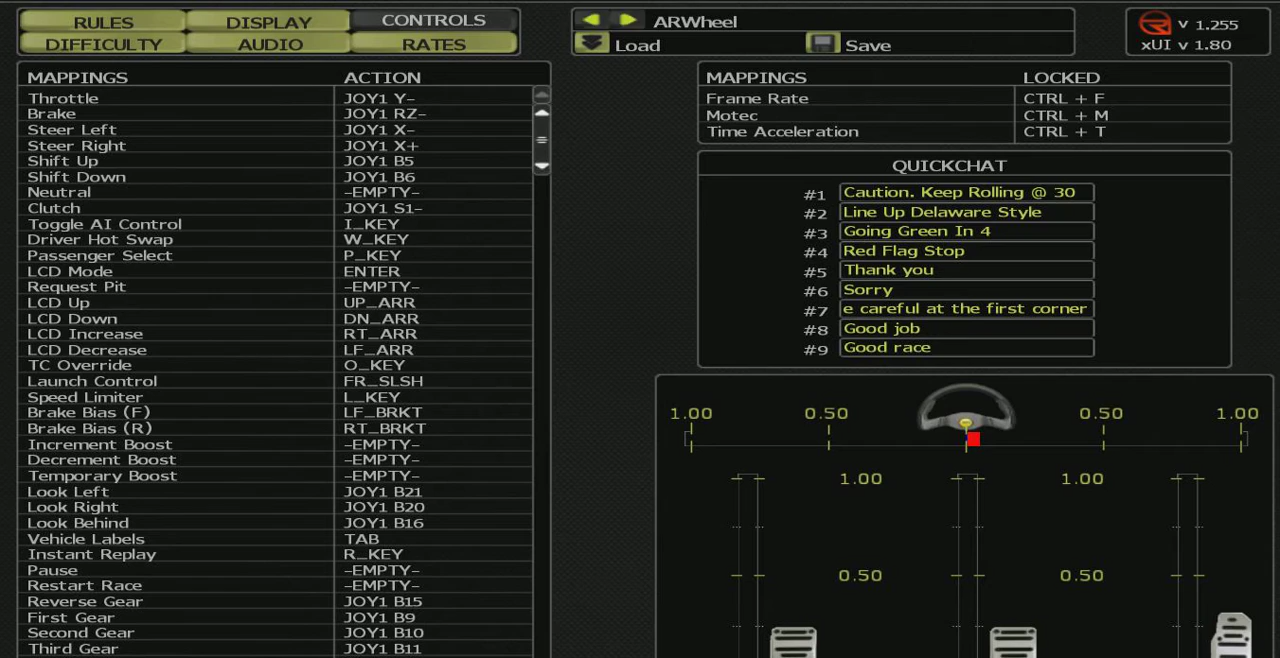 RULES DISPLAY CONTROLS
DIFFICULTY AUDIO RATES
ARWheel
Load Save
v 1.255
xUI v 1.80
MAPPINGS ACTION
Throttle JOY1 Y-
Brake JOY1 RZ-
Steer Left JOY1 X-
Steer Right JOY1 X+
Shift Up JOY1 B5
Shift Down JOY1 B6
Neutral -EMPTY-
Clutch JOY1 S1-
Toggle AI Control I_KEY
Driver Hot Swap W_KEY
Passenger Select P_KEY
LCD Mode ENTER
Request Pit -EMPTY-
LCD Up UP_ARR
LCD Down DN_ARR
LCD Increase RT_ARR
LCD Decrease LF_ARR
TC Override O_KEY
Launch Control FR_SLSH
Speed Limiter L_KEY
Brake Bias (F) LF_BRKT
Brake Bias (R) RT_BRKT
Increment Boost -EMPTY-
Decrement Boost -EMPTY-
Temporary Boost -EMPTY-
Look Left JOY1 B21
Look Right JOY1 B20
Look Behind JOY1 B16
Vehicle Labels TAB
Instant Replay R_KEY
Pause -EMPTY-
Restart Race -EMPTY-
Reverse Gear JOY1 B15
First Gear JOY1 B9
Second Gear JOY1 B10
Third Gear JOY1 B11
MAPPINGS LOCKED
Frame Rate CTRL + F
Motec CTRL + M
Time Acceleration CTRL + T
QUICKCHAT
#1 Caution. Keep Rolling @ 30
#2 Line Up Delaware Style
#3 Going Green In 4
#4 Red Flag Stop
#5 Thank you
#6 Sorry
#7 e careful at the first corner
#8 Good job
#9 Good race
1.00 0.50 0.50 1.00
1.00 1.00
0.50 0.50